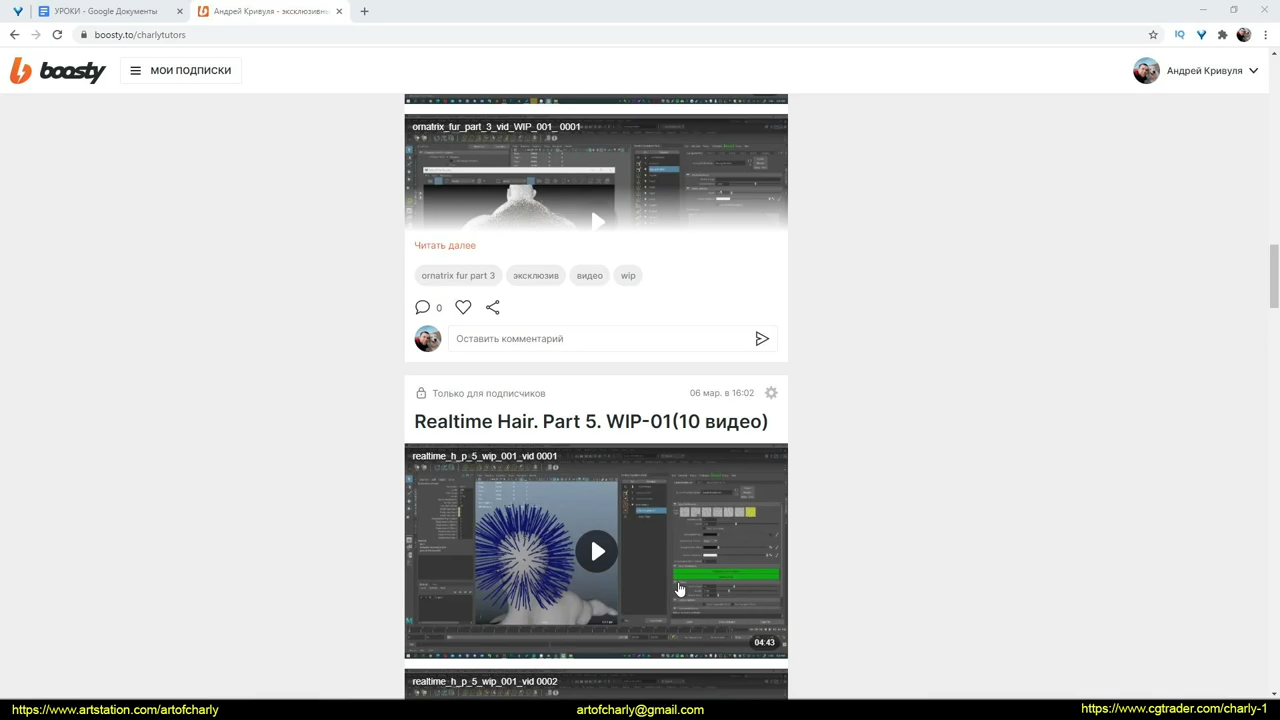 УРОКИ - Google Документы
Андрей Кривуля - эксклюзивны
boosty.to/charlytutors
boosty
МОИ ПОДПИСКИ
Андрей Кривуля
ornatrix_fur_part_3_vid_WIP_001_ 0001
Читать далее
ornatrix fur part 3
эксклюзив
видео
wip
0
Оставить комментарий
Только для подписчиков
06 мар. в 16:02
Realtime Hair. Part 5. WIP-01(10 видео)
realtime_h_p_5_wip_001_vid 0001
04:43
realtime_h_p_5_wip_001_vid 0002
https://www.artstation.com/artofcharly
artofcharly@gmail.com
https://www.cgtrader.com/charly-1